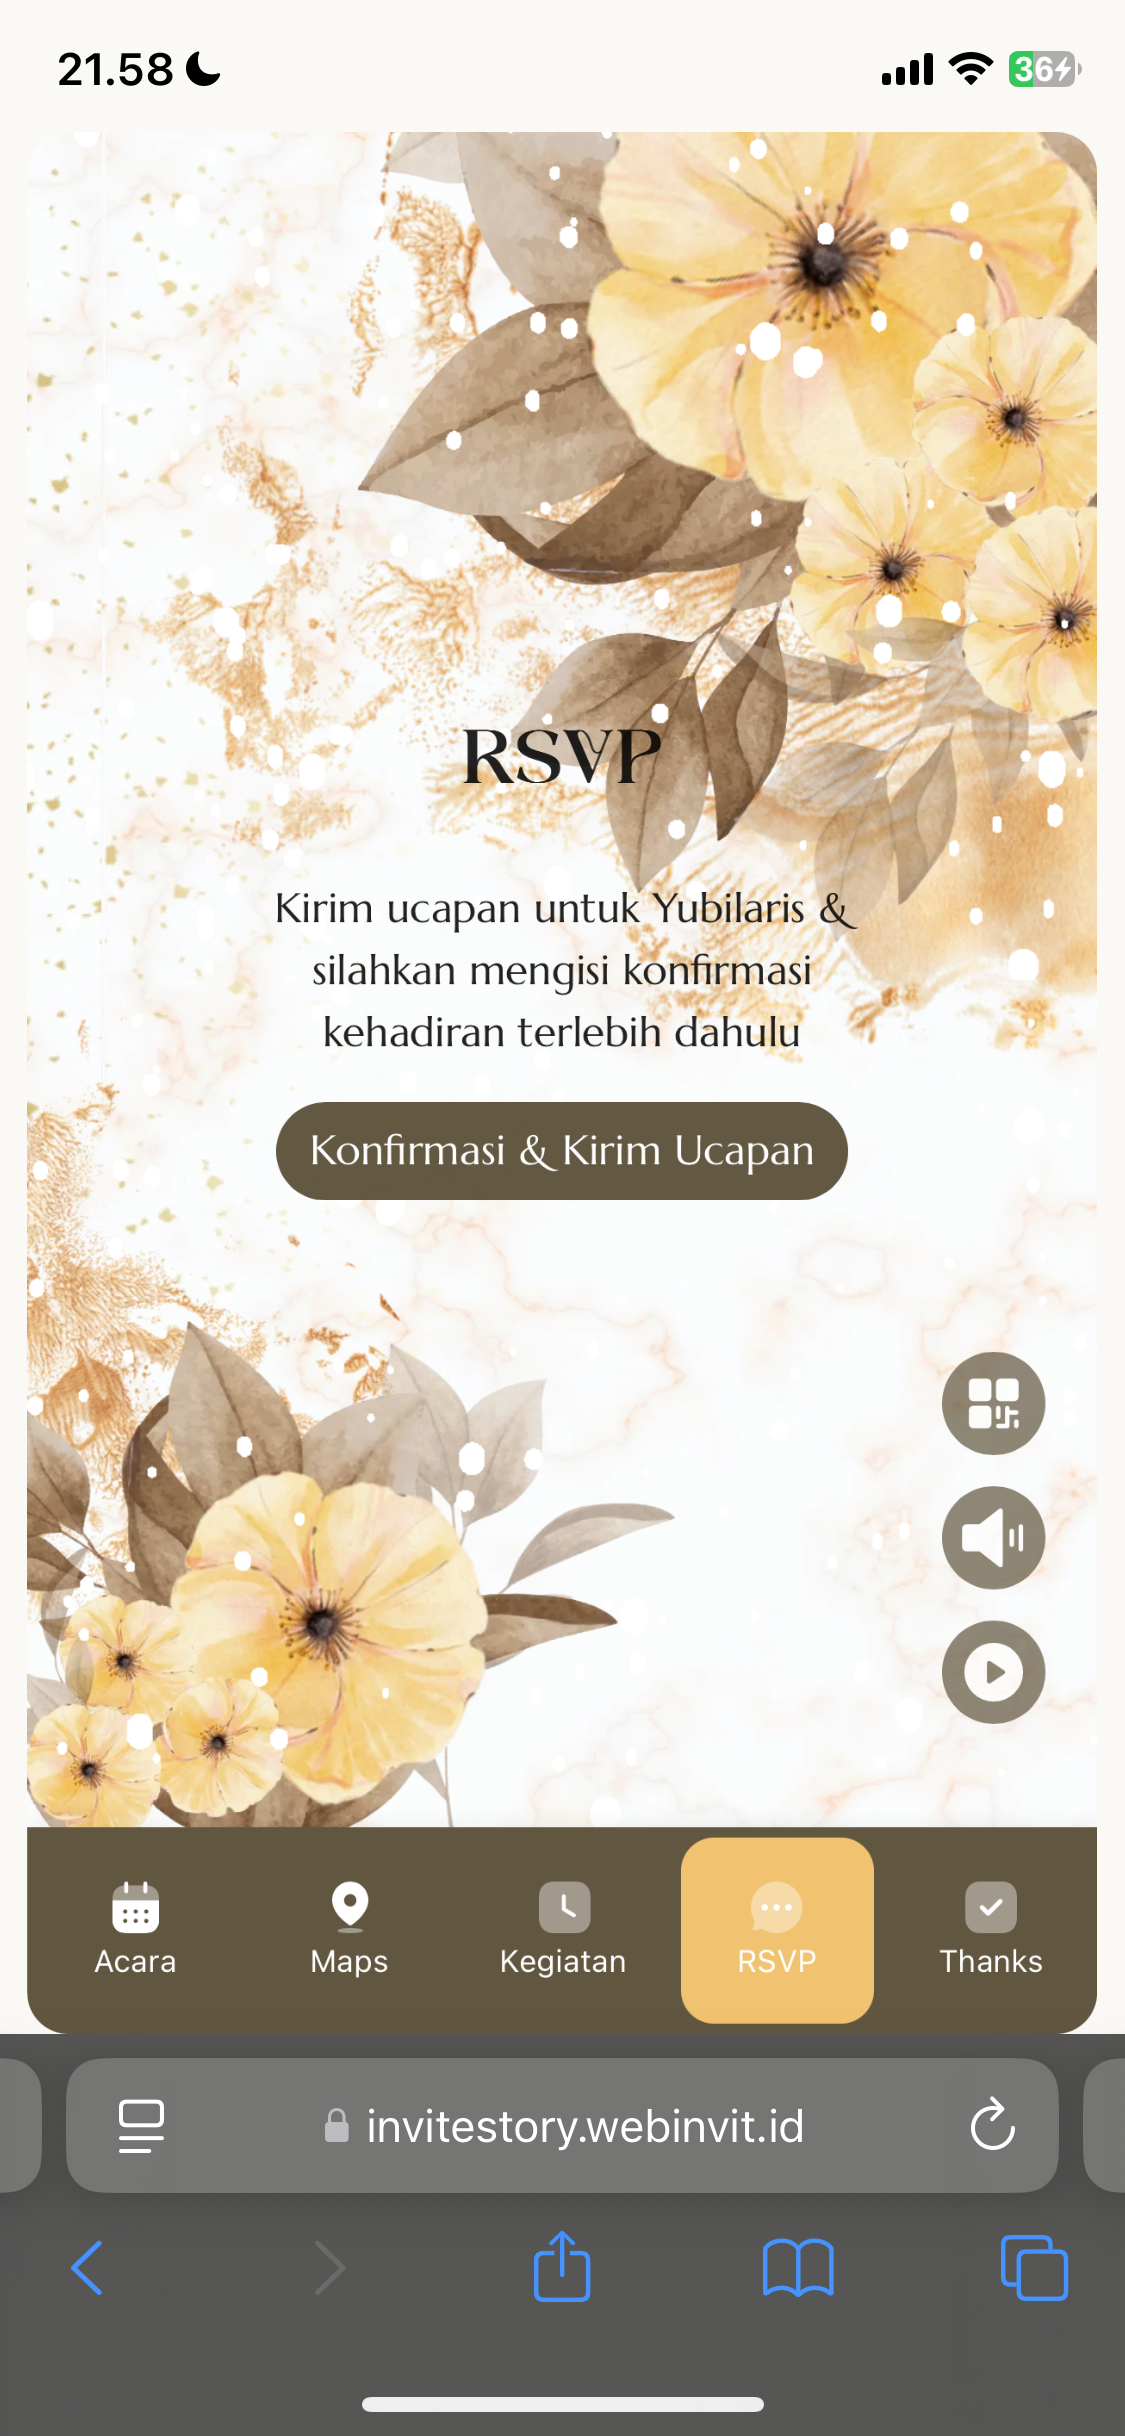 21.58
36
RSVP
Kirim ucapan untuk Yubilaris &
silahkan mengisi konfirmasi
kehadiran terlebih dahulu
Konfirmasi & Kirim Ucapan
Acara
Maps
Kegiatan
RSVP
Thanks
invitestory.webinvit.id